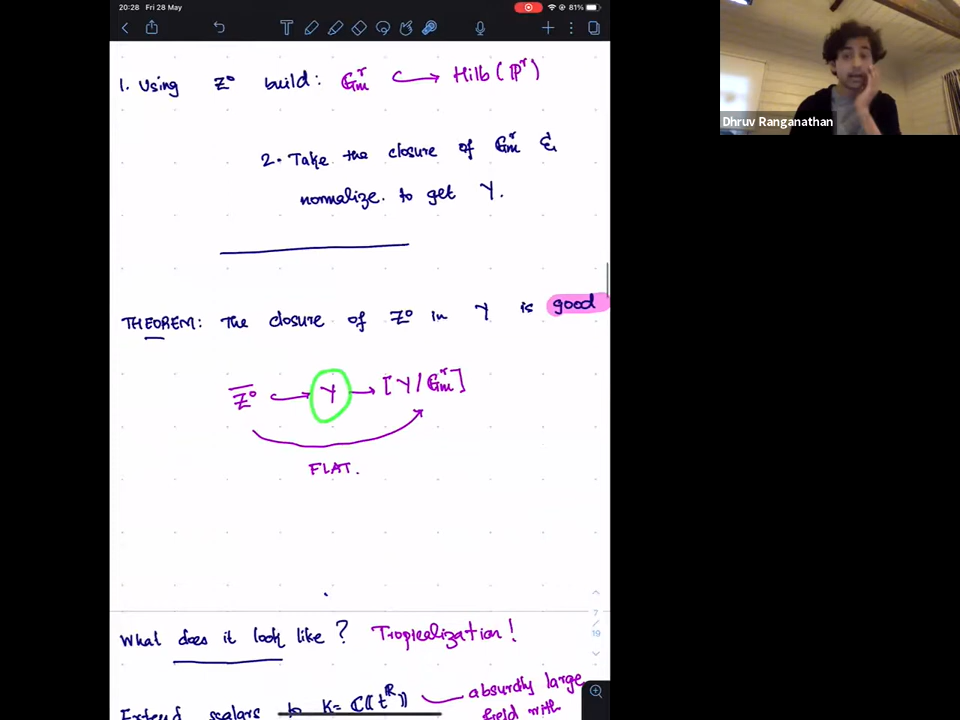 20:28 Fri 28 May
81%
1. Using Z° build: 𝔾ₘʳ ↪ Hilb(ℙʳ)
2. Take the closure of 𝔾ₘʳ &
normalize. to get Y.
THEOREM: The closure of Z° in Y is good
Z̄° ↪ Y → [Y/𝔾ₘʳ]
FLAT.
7
/
19
What does it look like? Tropicalization!
Extend scalars to K = ℂ((t^ℝ)) absurdly large
field with
Dhruv Ranganathan